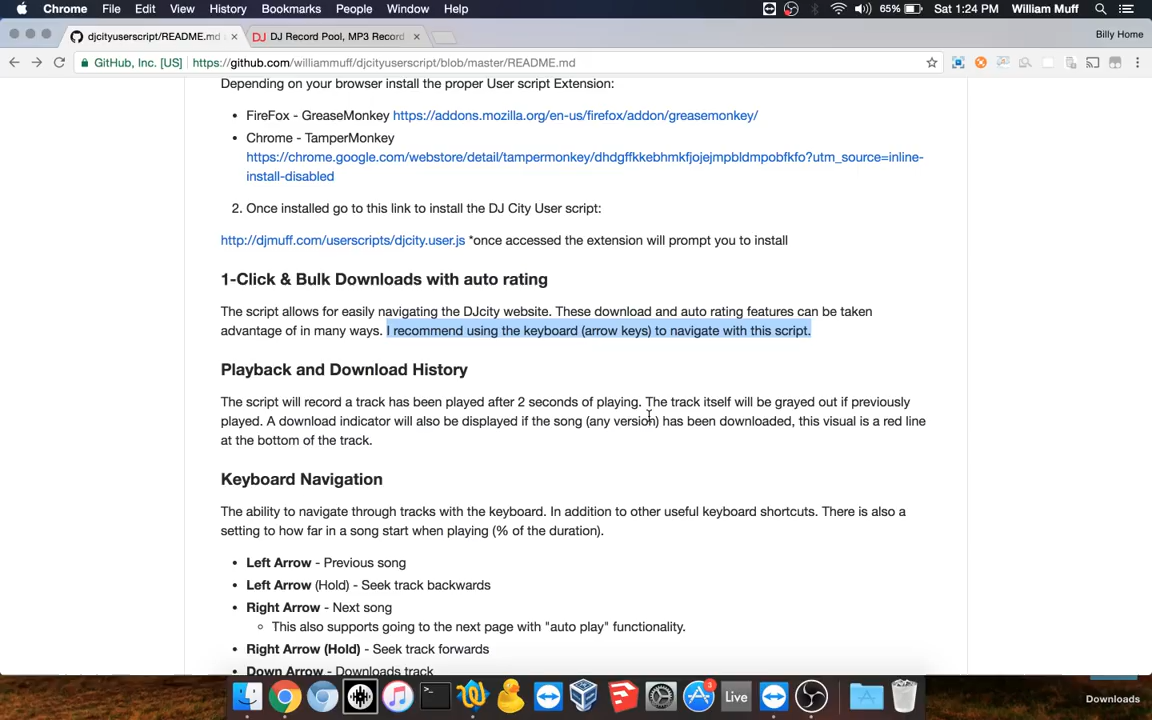 Chrome File Edit View History Bookmarks People Window Help 65% Sat 1:24 PM William Muff
djcityuserscript/README.md × DJ DJ Record Pool, MP3 Record × Billy Home
GitHub, Inc. [US] https://github.com/williammuff/djcityuserscript/blob/master/README.md
Depending on your browser install the proper User script Extension:
• FireFox - GreaseMonkey https://addons.mozilla.org/en-us/firefox/addon/greasemonkey/
• Chrome - TamperMonkey
https://chrome.google.com/webstore/detail/tampermonkey/dhdgffkkebhmkfjojejmpbldmpobfkfo?utm_source=inline-
install-disabled
2. Once installed go to this link to install the DJ City User script:
http://djmuff.com/userscripts/djcity.user.js *once accessed the extension will prompt you to install
1-Click & Bulk Downloads with auto rating
The script allows for easily navigating the DJcity website. These download and auto rating features can be taken
advantage of in many ways. I recommend using the keyboard (arrow keys) to navigate with this script.
Playback and Download History
The script will record a track has been played after 2 seconds of playing. The track itself will be grayed out if previously
played. A download indicator will also be displayed if the song (any version) has been downloaded, this visual is a red line
at the bottom of the track.
Keyboard Navigation
The ability to navigate through tracks with the keyboard. In addition to other useful keyboard shortcuts. There is also a
setting to how far in a song start when playing (% of the duration).
• Left Arrow - Previous song
• Left Arrow (Hold) - Seek track backwards
• Right Arrow - Next song
◦ This also supports going to the next page with "auto play" functionality.
• Right Arrow (Hold) - Seek track forwards
• Down Arrow - Downloads track
3
Live
Downloads